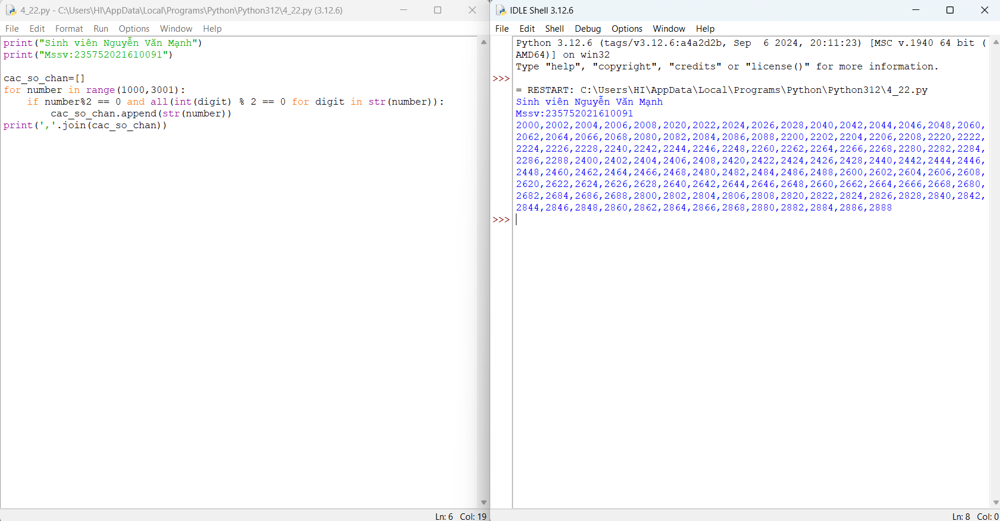 4_22.py - C:\Users\HI\AppData\Local\Programs\Python\Python312\4_22.py (3.12.6)
File Edit Format Run Options Window Help
print("Sinh viên Nguyễn Văn Mạnh")
print("Mssv:235752021610091")
cac_so_chan=[]
for number in range(1000,3001):
    if number%2 == 0 and all(int(digit) % 2 == 0 for digit in str(number)):
        cac_so_chan.append(str(number))
print(','.join(cac_so_chan))
Ln: 6 Col: 19
IDLE Shell 3.12.6
File Edit Shell Debug Options Window Help
Python 3.12.6 (tags/v3.12.6:a4a2d2b, Sep  6 2024, 20:11:23) [MSC v.1940 64 bit (
AMD64)] on win32
Type "help", "copyright", "credits" or "license()" for more information.
>>>
= RESTART: C:\Users\HI\AppData\Local\Programs\Python\Python312\4_22.py
Sinh viên Nguyễn Văn Mạnh
Mssv:235752021610091
2000,2002,2004,2006,2008,2020,2022,2024,2026,2028,2040,2042,2044,2046,2048,2060,
2062,2064,2066,2068,2080,2082,2084,2086,2088,2200,2202,2204,2206,2208,2220,2222,
2224,2226,2228,2240,2242,2244,2246,2248,2260,2262,2264,2266,2268,2280,2282,2284,
2286,2288,2400,2402,2404,2406,2408,2420,2422,2424,2426,2428,2440,2442,2444,2446,
2448,2460,2462,2464,2466,2468,2480,2482,2484,2486,2488,2600,2602,2604,2606,2608,
2620,2622,2624,2626,2628,2640,2642,2644,2646,2648,2660,2662,2664,2666,2668,2680,
2682,2684,2686,2688,2800,2802,2804,2806,2808,2820,2822,2824,2826,2828,2840,2842,
2844,2846,2848,2860,2862,2864,2866,2868,2880,2882,2884,2886,2888
>>>
Ln: 8 Col: 0